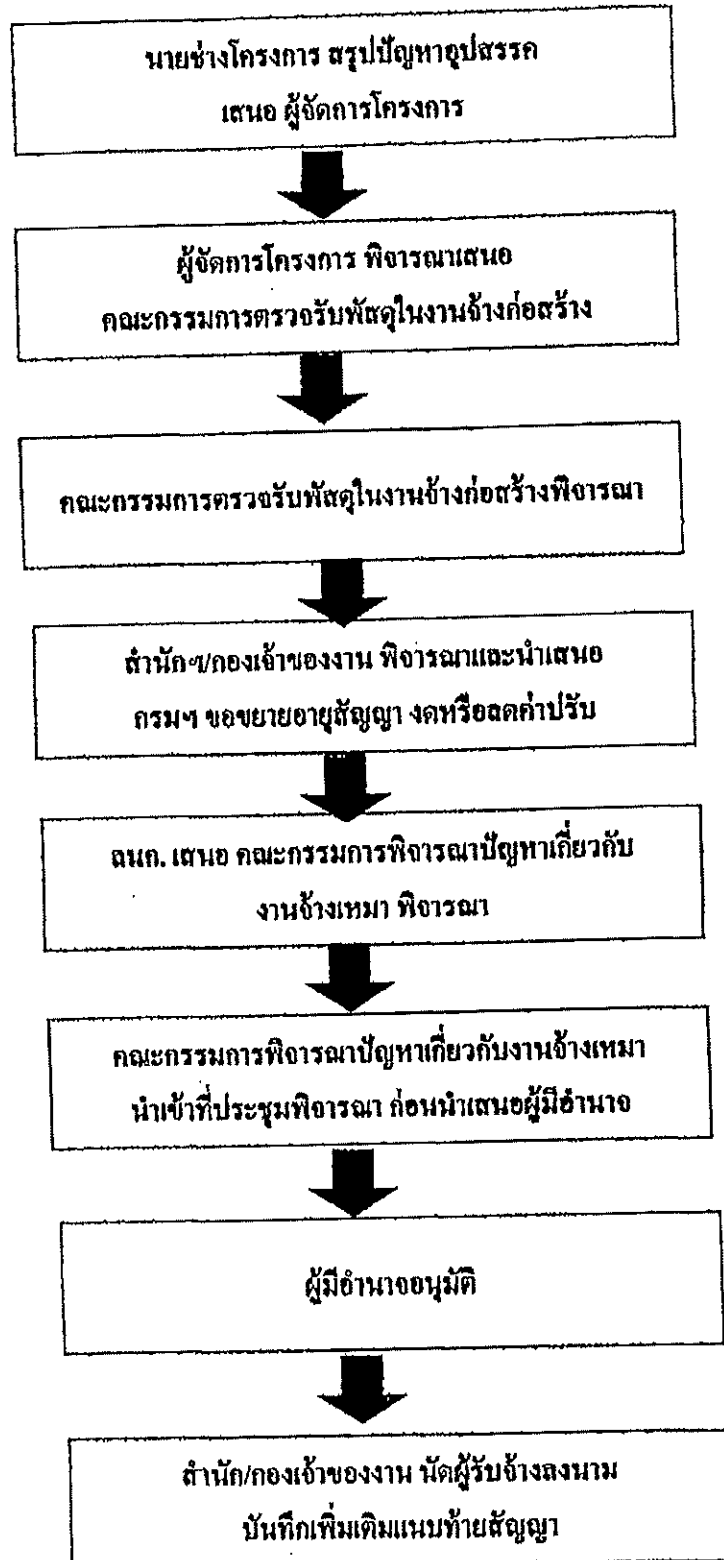 นายช่างโครงการ สรุปปัญหาอุปสรรค
เสนอ ผู้จัดการโครงการ
ผู้จัดการโครงการ พิจารณาเสนอ
คณะกรรมการตรวจรับพัสดุในงานจ้างก่อสร้าง
คณะกรรมการตรวจรับพัสดุในงานจ้างก่อสร้างพิจารณา
สำนักฯ/กองเจ้าของงาน พิจารณาและนำเสนอ
กรมฯ ขอขยายอายุสัญญา งดหรือลดค่าปรับ
ลนก. เสนอ คณะกรรมการพิจารณาปัญหาเกี่ยวกับ
งานจ้างเหมา พิจารณา
คณะกรรมการพิจารณาปัญหาเกี่ยวกับงานจ้างเหมา
นำเข้าที่ประชุมพิจารณา ก่อนนำเสนอผู้มีอำนาจ
ผู้มีอำนาจอนุมัติ
สำนัก/กองเจ้าของงาน นัดผู้รับจ้างลงนาม
บันทึกเพิ่มเติมแนบท้ายสัญญา